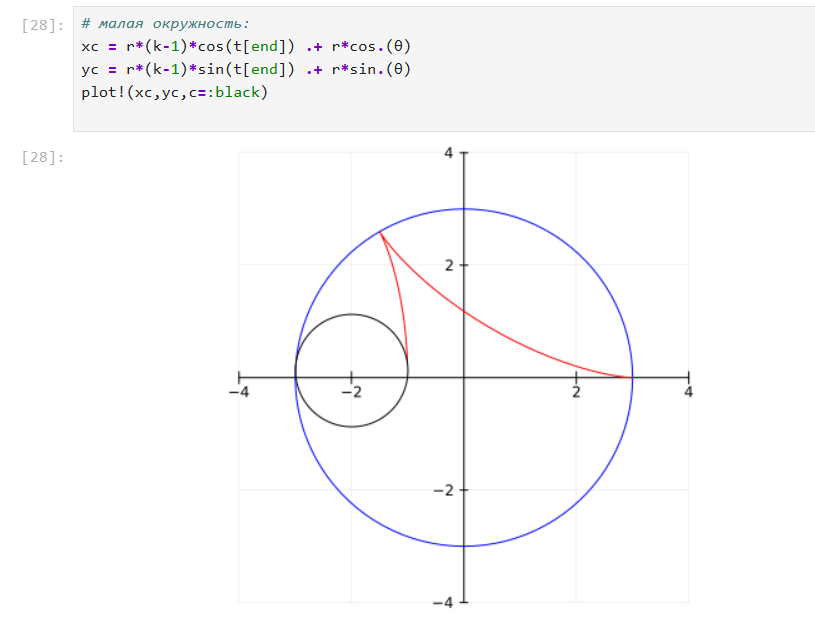 [28]:
# малая окружность:
xc = r*(k-1)*cos(t[end]) .+ r*cos.(θ)
yc = r*(k-1)*sin(t[end]) .+ r*sin.(θ)
plot!(xc,yc,c=:black)
[28]:
4
2
−4 −2 2 4
−2
−4